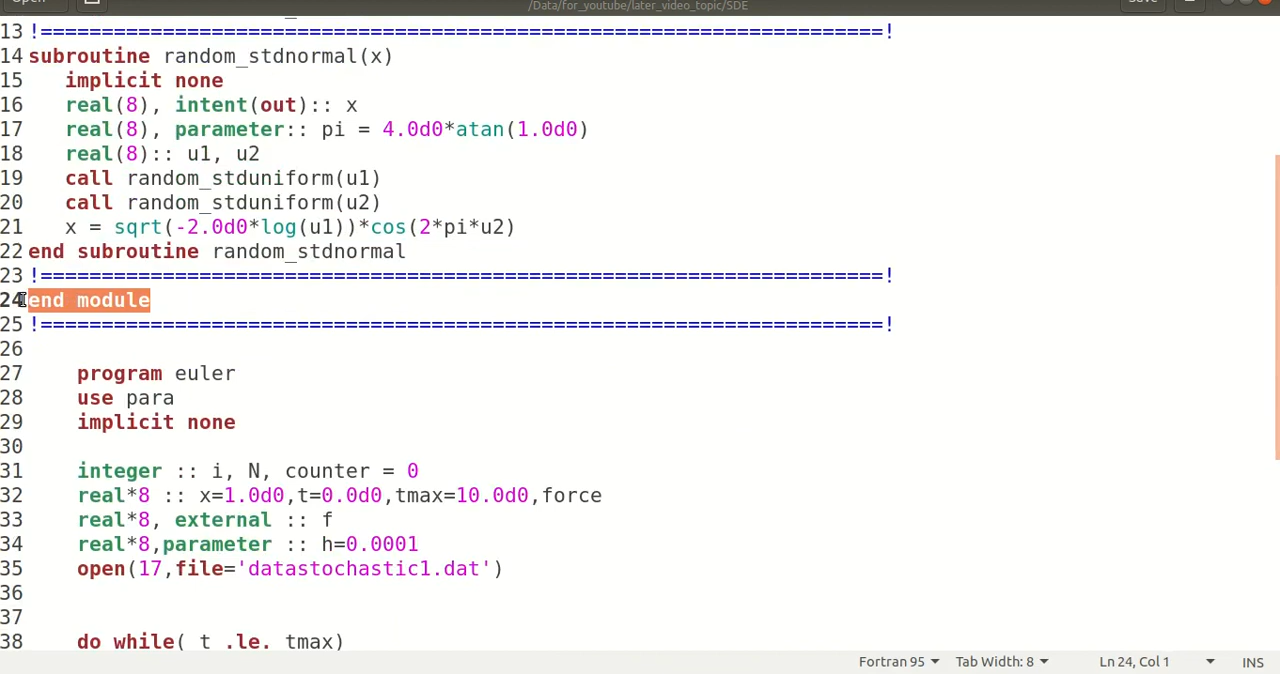 Open
/Data/for_youtube/later_video_topic/SDE
Save
13 !=====================================================================!
14 subroutine random_stdnormal(x)
15 implicit none
16 real(8), intent(out):: x
17 real(8), parameter:: pi = 4.0d0*atan(1.0d0)
18 real(8):: u1, u2
19 call random_stduniform(u1)
20 call random_stduniform(u2)
21 x = sqrt(-2.0d0*log(u1))*cos(2*pi*u2)
22 end subroutine random_stdnormal
23 !=====================================================================!
24 end module
25 !=====================================================================!
26
27 program euler
28 use para
29 implicit none
30
31 integer :: i, N, counter = 0
32 real*8 :: x=1.0d0,t=0.0d0,tmax=10.0d0,force
33 real*8, external :: f
34 real*8,parameter :: h=0.0001
35 open(17,file='datastochastic1.dat')
36
37
38 do while( t .le. tmax)
Fortran 95 Tab Width: 8 Ln 24, Col 1 INS